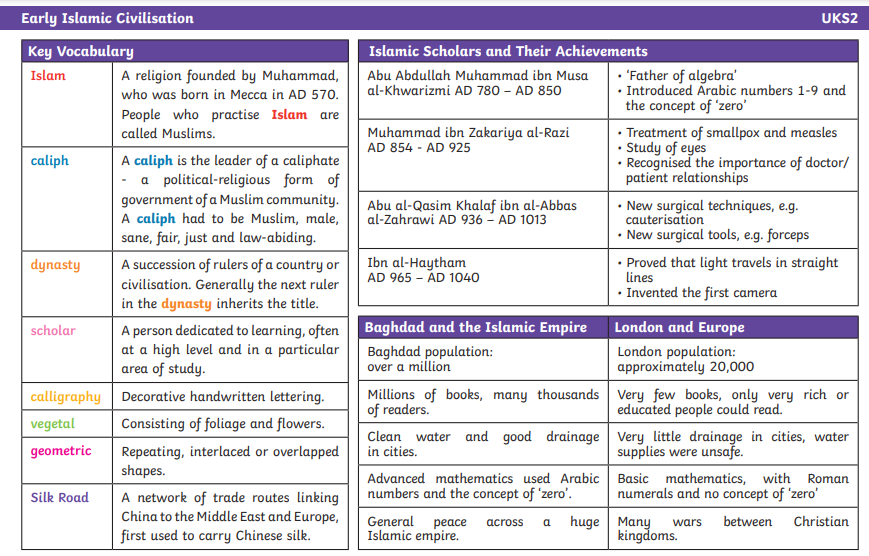 Early Islamic Civilisation
UKS2
Key Vocabulary
Islam
A religion founded by Muhammad,
who was born in Mecca in AD 570.
People who practise Islam are
called Muslims.
caliph
A caliph is the leader of a caliphate
- a political-religious form of
government of a Muslim community.
A caliph had to be Muslim, male,
sane, fair, just and law-abiding.
dynasty
A succession of rulers of a country or
civilisation. Generally the next ruler
in the dynasty inherits the title.
scholar
A person dedicated to learning, often
at a high level and in a particular
area of study.
calligraphy
Decorative handwritten lettering.
vegetal
Consisting of foliage and flowers.
geometric
Repeating, interlaced or overlapped
shapes.
Silk Road
A network of trade routes linking
China to the Middle East and Europe,
first used to carry Chinese silk.
Islamic Scholars and Their Achievements
Abu Abdullah Muhammad ibn Musa
al-Khwarizmi AD 780 – AD 850
• ‘Father of algebra’
• Introduced Arabic numbers 1-9 and
the concept of ‘zero’
Muhammad ibn Zakariya al-Razi
AD 854 - AD 925
• Treatment of smallpox and measles
• Study of eyes
• Recognised the importance of doctor/
patient relationships
Abu al-Qasim Khalaf ibn al-Abbas
al-Zahrawi AD 936 – AD 1013
• New surgical techniques, e.g.
cauterisation
• New surgical tools, e.g. forceps
Ibn al-Haytham
AD 965 – AD 1040
• Proved that light travels in straight
lines
• Invented the first camera
Baghdad and the Islamic Empire
London and Europe
Baghdad population:
over a million
London population:
approximately 20,000
Millions of books, many thousands
of readers.
Very few books, only very rich or
educated people could read.
Clean water and good drainage
in cities.
Very little drainage in cities, water
supplies were unsafe.
Advanced mathematics used Arabic
numbers and the concept of ‘zero’.
Basic mathematics, with Roman
numerals and no concept of ‘zero’
General peace across a huge
Islamic empire.
Many wars between Christian
kingdoms.